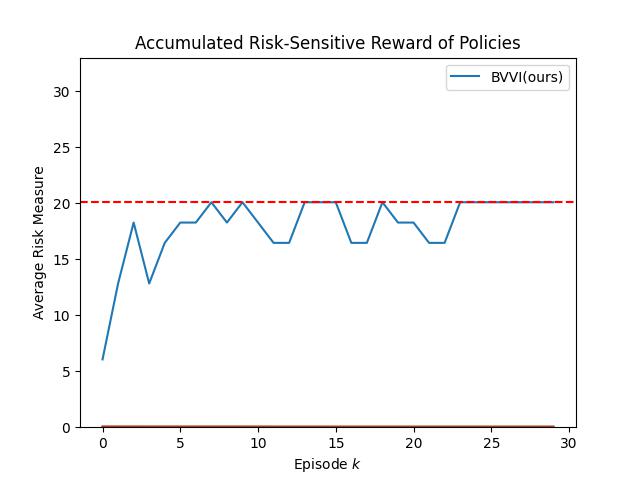 Accumulated Risk-Sensitive Reward of Policies
BVVI(ours)
Average Risk Measure
30
25
20
15
10
5
0
0 5 10 15 20 25 30
Episode k